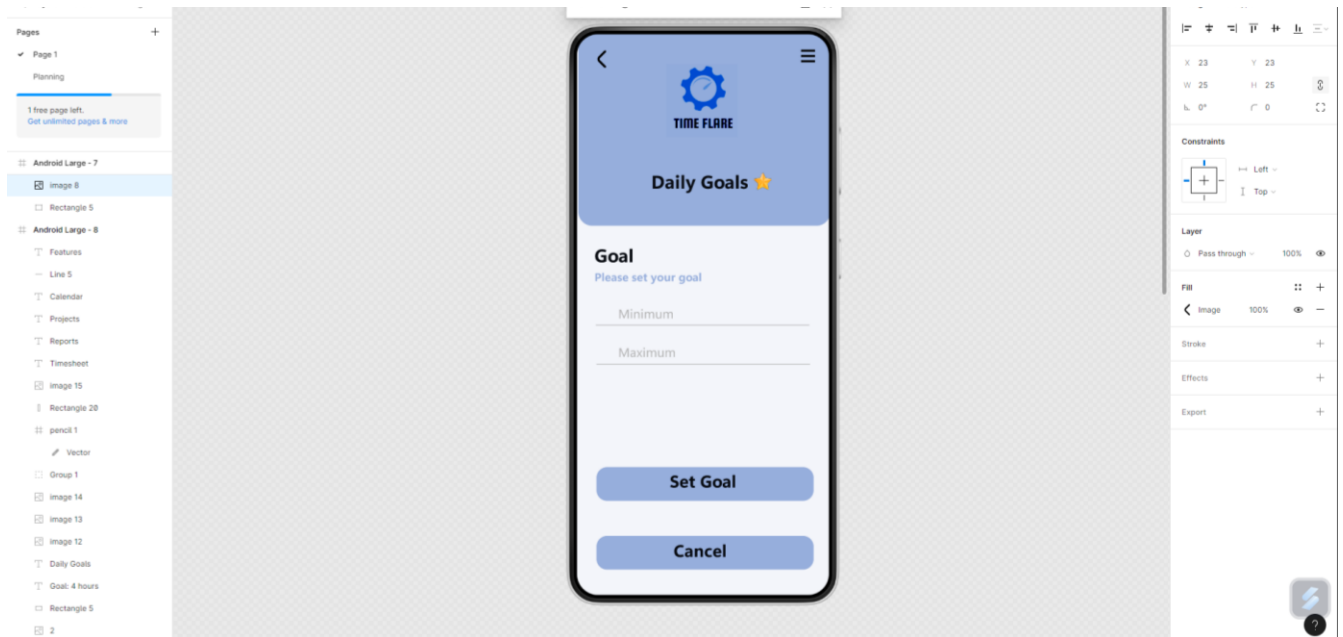 Pages
Page 1
Planning
1 free page left.
Get unlimited pages & more
Android Large - 7
image 8
Rectangle 5
Android Large - 8
Features
Line 5
Calendar
Projects
Reports
Timesheet
image 15
Rectangle 20
pencil 1
Vector
Group 1
image 14
image 13
image 12
Daily Goals
Goal: 4 hours
Rectangle 5
2
TIME FLARE
Daily Goals
Goal
Please set your goal
Minimum
Maximum
Set Goal
Cancel
X 23 Y 23
W 25 H 25
0° 0
Constraints
Left
Top
Layer
Pass through 100%
Fill
Image 100%
Stroke
Effects
Export
?